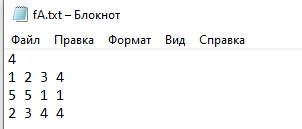 fA.txt – Блокнот
Файл Правка Формат Вид Справка
4
1 2 3 4
5 5 1 1
2 3 4 4